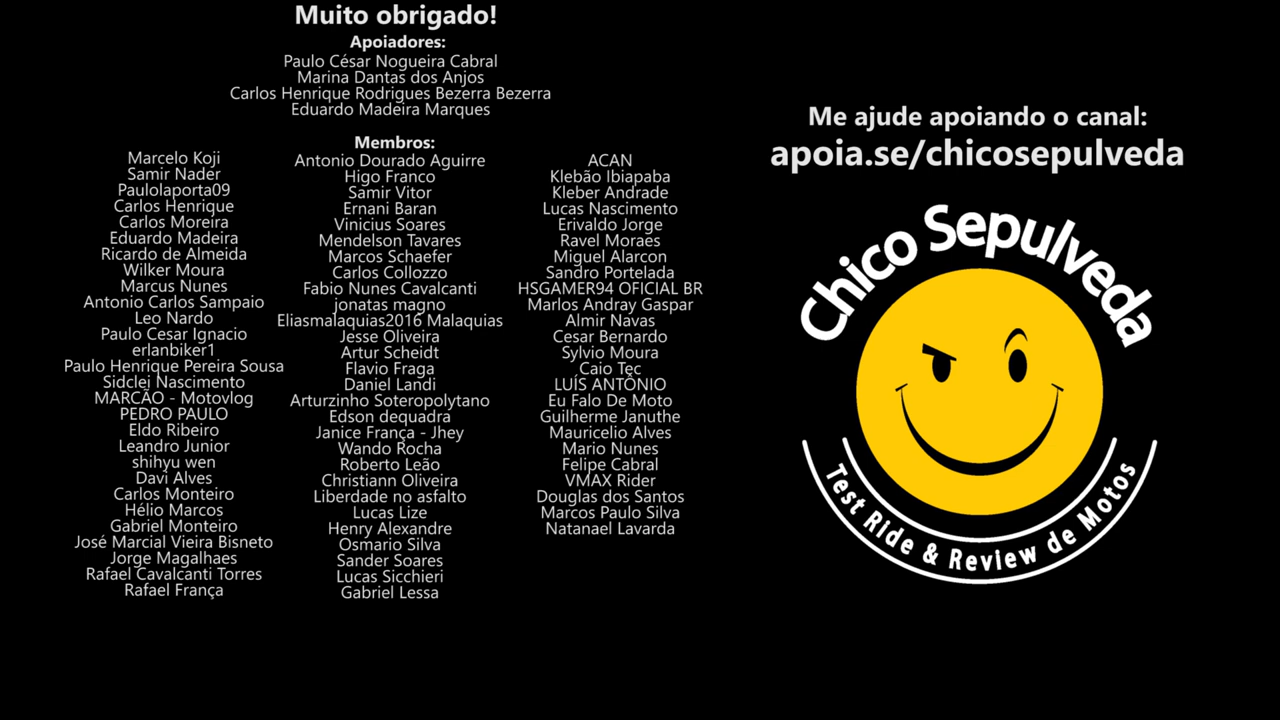 Muito obrigado!
Apoiadores:
Paulo César Nogueira Cabral
Marina Dantas dos Anjos
Carlos Henrique Rodrigues Bezerra Bezerra
Eduardo Madeira Marques
Membros:
Marcelo Koji
Samir Nader
Paulolaporta09
Carlos Henrique
Carlos Moreira
Eduardo Madeira
Ricardo de Almeida
Wilker Moura
Marcus Nunes
Antonio Carlos Sampaio
Leo Nardo
Paulo Cesar Ignacio
erlanbiker1
Paulo Henrique Pereira Sousa
Sidclei Nascimento
MARCÃO - Motovlog
PEDRO PAULO
Eldo Ribeiro
Leandro Junior
shihyu wen
Davi Alves
Carlos Monteiro
Hélio Marcos
Gabriel Monteiro
José Marcial Vieira Bisneto
Jorge Magalhaes
Rafael Cavalcanti Torres
Rafael França
Antonio Dourado Aguirre
Higo Franco
Samir Vitor
Ernani Baran
Vinicius Soares
Mendelson Tavares
Marcos Schaefer
Carlos Collozzo
Fabio Nunes Cavalcanti
jonatas magno
Eliasmalaquias2016 Malaquias
Jesse Oliveira
Artur Scheidt
Flavio Fraga
Daniel Landi
Arturzinho Soteropolytano
Edson dequadra
Janice França - Jhey
Wando Rocha
Roberto Leão
Christiann Oliveira
Liberdade no asfalto
Lucas Lize
Henry Alexandre
Osmario Silva
Sander Soares
Lucas Sicchieri
Gabriel Lessa
ACAN
Klebão Ibiapaba
Kleber Andrade
Lucas Nascimento
Erivaldo Jorge
Ravel Moraes
Miguel Alarcon
Sandro Portelada
HSGAMER94 OFICIAL BR
Marlos Andray Gaspar
Almir Navas
Cesar Bernardo
Sylvio Moura
Caio Tec
LUÍS ANTÔNIO
Eu Falo De Moto
Guilherme Januthe
Mauricelio Alves
Mario Nunes
Felipe Cabral
VMAX Rider
Douglas dos Santos
Marcos Paulo Silva
Natanael Lavarda
Me ajude apoiando o canal:
apoia.se/chicosepulveda
Chico Sepulveda
Test Ride & Review de Motos